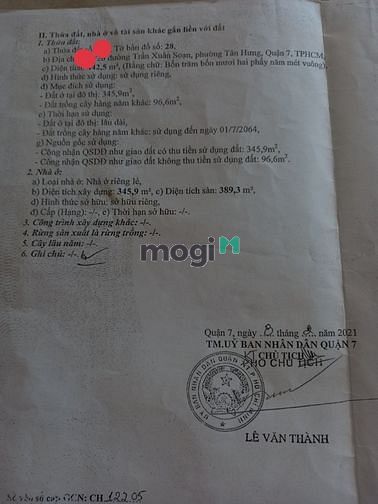 II. Thửa đất, nhà ở và tài sản khác gắn liền với đất
1. Thửa đất:
a) Thửa đất Tờ bản đồ số: 28,
b) Địa chỉ đường Trần Xuân Soạn, phường Tân Hưng, Quận 7, TPHCM,
c) Diện tích: 442,5 m², (Bằng chữ: Bốn trăm bốn mươi hai phẩy năm mét vuông),
d) Hình thức sử dụng: sử dụng riêng,
đ) Mục đích sử dụng:
- Đất ở tại đô thị: 345,9m²,
- Đất trồng cây hàng năm khác: 96,6m²,
e) Thời hạn sử dụng:
- Đất ở tại đô thị: lâu dài,
- Đất trồng cây hàng năm khác: sử dụng đến ngày 01/7/2064,
g) Nguồn gốc sử dụng:
- Công nhận QSDĐ như giao đất có thu tiền sử dụng đất: 345,9m²,
- Công nhận QSDĐ như giao đất không thu tiền sử dụng đất: 96,6m².
2. Nhà ở:
a) Loại nhà ở: Nhà ở riêng lẻ,
b) Diện tích xây dựng: 345,9 m², c) Diện tích sàn: 389,3 m²,
d) Hình thức sở hữu: sở hữu riêng,
đ) Cấp (Hạng): -/-, e) Thời hạn sở hữu: -/-.
3. Công trình xây dựng khác: -/-.
4. Rừng sản xuất là rừng trồng: -/-.
5. Cây lâu năm: -/-.
6. Ghi chú: -/-.
mogi
Quận 7, ngày tháng năm 2021
TM.UỶ BAN NHÂN DÂN QUẬN 7
KT CHỦ TỊCH
PHÓ CHỦ TỊCH
LÊ VĂN THÀNH
Số vào sổ cấp GCN: CH 12205